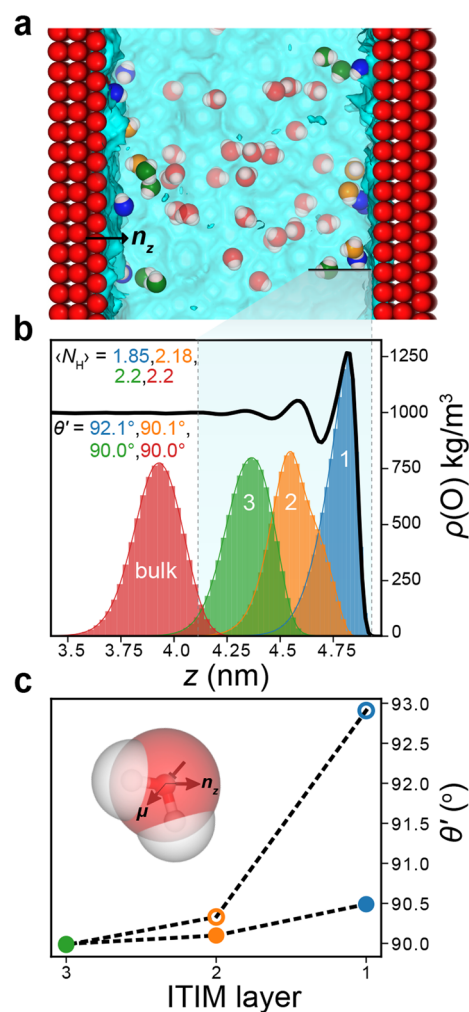 a
n_z
b
⟨N_H⟩ = 1.85,2.18,
2.2,2.2
θ′ = 92.1°,90.1°,
90.0°,90.0°
bulk
3
2
1
1250
1000
750
500
250
0
ρ(O) kg/m³
3.5 3.75 4.0 4.25 4.5 4.75
z (nm)
c
μ
n_z
93.0
92.5
92.0
91.5
91.0
90.5
90.0
θ′ (°)
3 2 1
ITIM layer